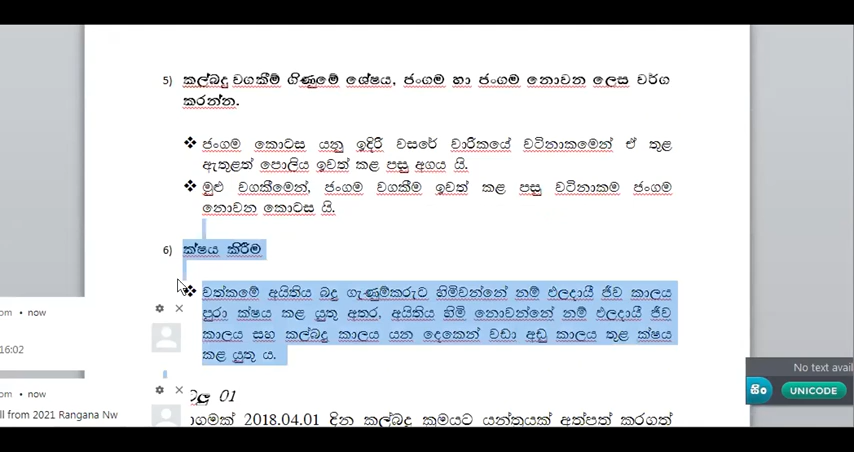 5) කල්බදු වගකීම් ගිණුමේ ශේෂය, ජංගම හා ජංගම නොවන ලෙස වර්ග
කරන්න.
❖ ජංගම කොටස යනු ඉදිරි වසරේ වාරිකයේ වටිනාකමෙන් ඒ තුළ
ඇතුළත් පොලිය ඉවත් කළ පසු අගය යි.
❖ මුළු වගකීමෙන්, ජංගම වගකීම ඉවත් කළ පසු වටිනාකම ජංගම
නොවන කොටස යි.
6) ක්ෂය කිරීම
❖ වත්කමේ අයිතිය බදු ගැණුම්කරුට හිමිවන්නේ නම් ඵලදායී ජීව කාලය
පුරා ක්ෂය කළ යුතු අතර, අයිතිය හිමි නොවන්නේ නම් ඵලදායී ජීව
කාලය සහ කල්බදු කාලය යන දෙකෙන් වඩා අඩු කාලය තුළ ක්ෂය
කළ යුතු ය.
om • now
16:02
No text avail
සිං UNICODE
om • now
ll from 2021 Rangana Nw
01
2018.04.01 දින කල්බදු ක්‍රමයට යන්ත්‍රයක් අත්පත් කරගත්